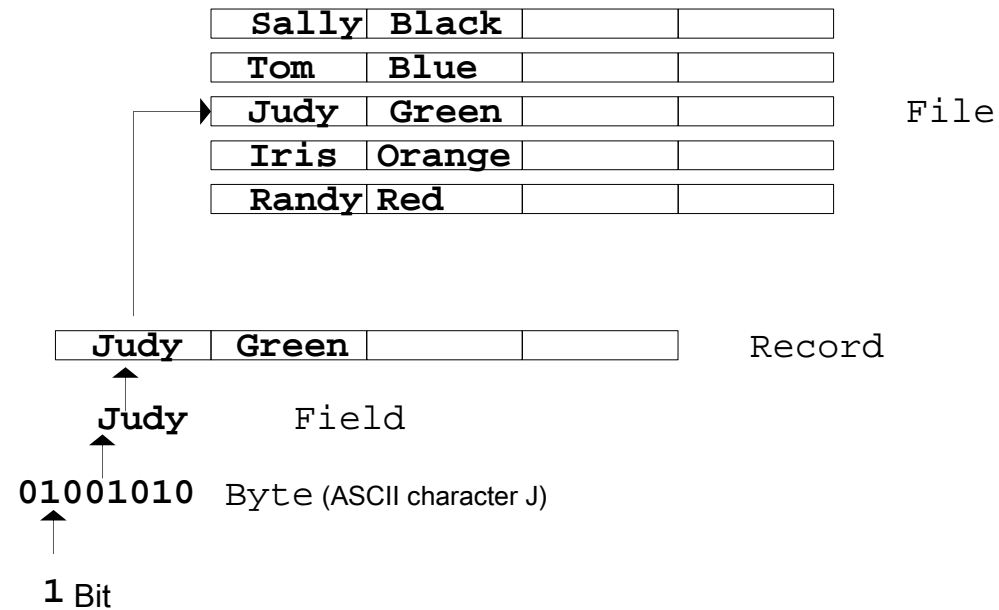 Sally Black
Tom Blue
Judy Green File
Iris Orange
Randy Red
Judy Green Record
Judy Field
01001010 Byte (ASCII character J)
1 Bit